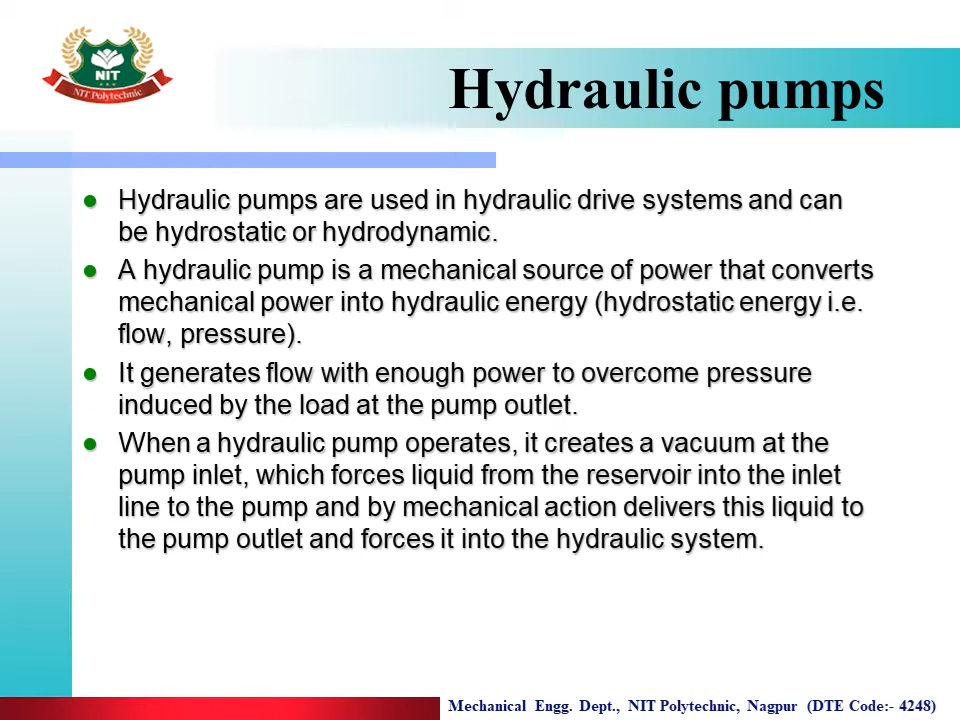 NIT
NIT Polytechnic
Hydraulic pumps
● Hydraulic pumps are used in hydraulic drive systems and can
be hydrostatic or hydrodynamic.
● A hydraulic pump is a mechanical source of power that converts
mechanical power into hydraulic energy (hydrostatic energy i.e.
flow, pressure).
● It generates flow with enough power to overcome pressure
induced by the load at the pump outlet.
● When a hydraulic pump operates, it creates a vacuum at the
pump inlet, which forces liquid from the reservoir into the inlet
line to the pump and by mechanical action delivers this liquid to
the pump outlet and forces it into the hydraulic system.
Mechanical Engg. Dept., NIT Polytechnic, Nagpur (DTE Code:- 4248)